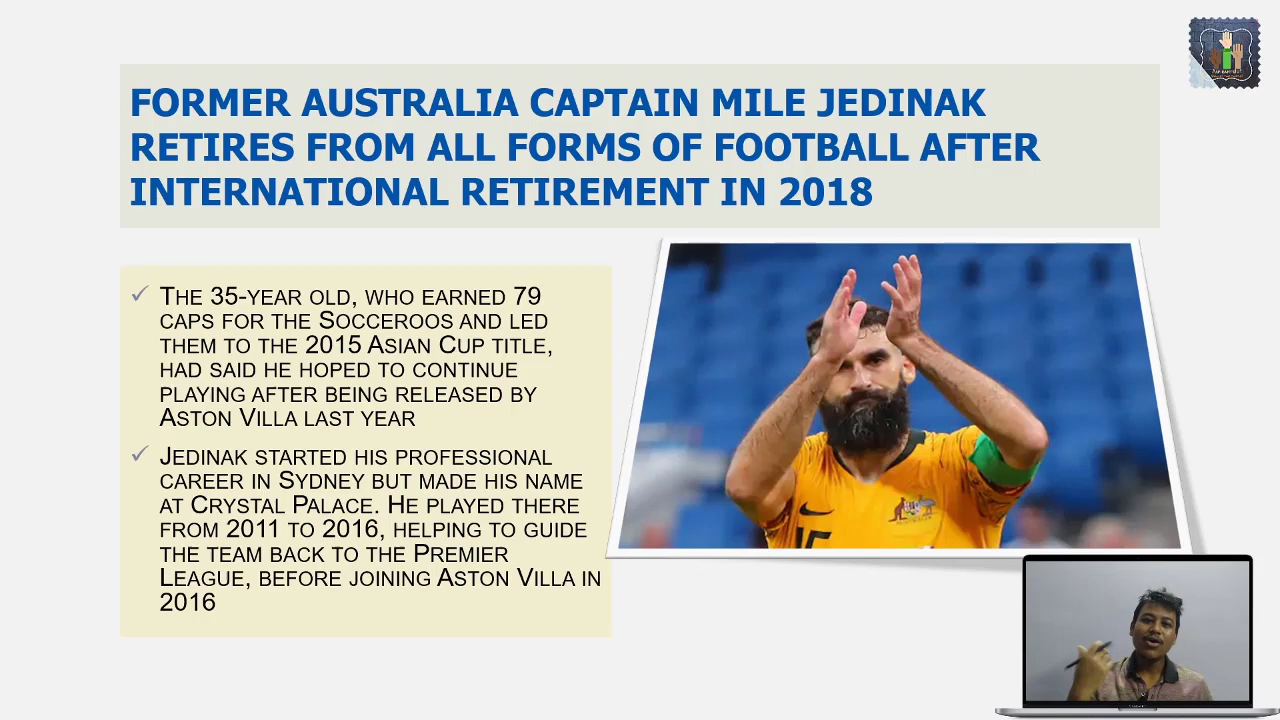 FORMER AUSTRALIA CAPTAIN MILE JEDINAK
RETIRES FROM ALL FORMS OF FOOTBALL AFTER
INTERNATIONAL RETIREMENT IN 2018
THE 35-YEAR OLD, WHO EARNED 79
CAPS FOR THE SOCCEROOS AND LED
THEM TO THE 2015 ASIAN CUP TITLE,
HAD SAID HE HOPED TO CONTINUE
PLAYING AFTER BEING RELEASED BY
ASTON VILLA LAST YEAR
JEDINAK STARTED HIS PROFESSIONAL
CAREER IN SYDNEY BUT MADE HIS NAME
AT CRYSTAL PALACE. HE PLAYED THERE
FROM 2011 TO 2016, HELPING TO GUIDE
THE TEAM BACK TO THE PREMIER
LEAGUE, BEFORE JOINING ASTON VILLA IN
2016
AUSTRALIA
15